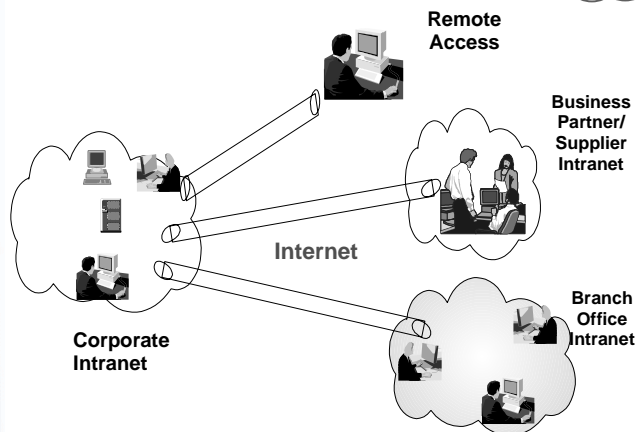 Remote
Access
Business
Partner/
Supplier
Intranet
Internet
Corporate
Intranet
Branch
Office
Intranet